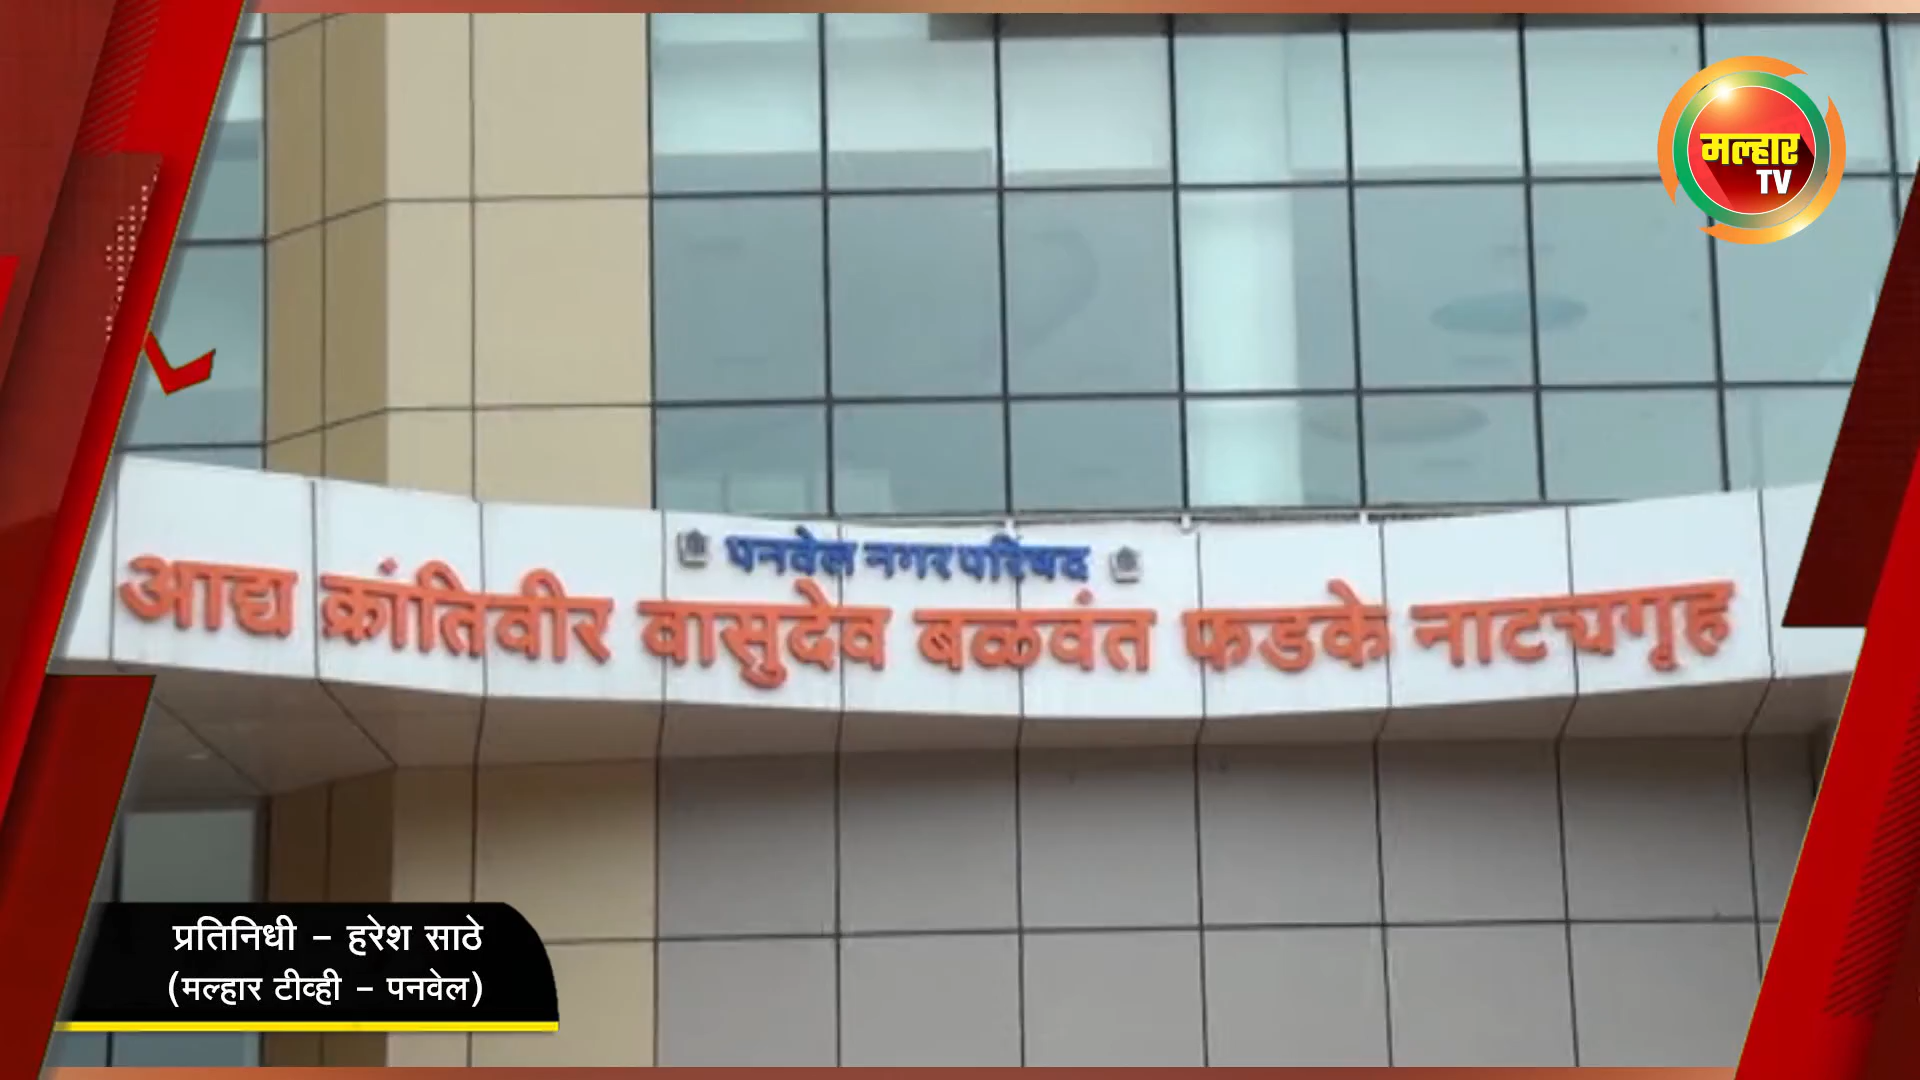 मल्हार
TV
पनवेल नगर परिषद
आद्य क्रांतिवीर वासुदेव बळवंत फडके नाट्यगृह
प्रतिनिधी – हरेश साठे
(मल्हार टीव्ही – पनवेल)